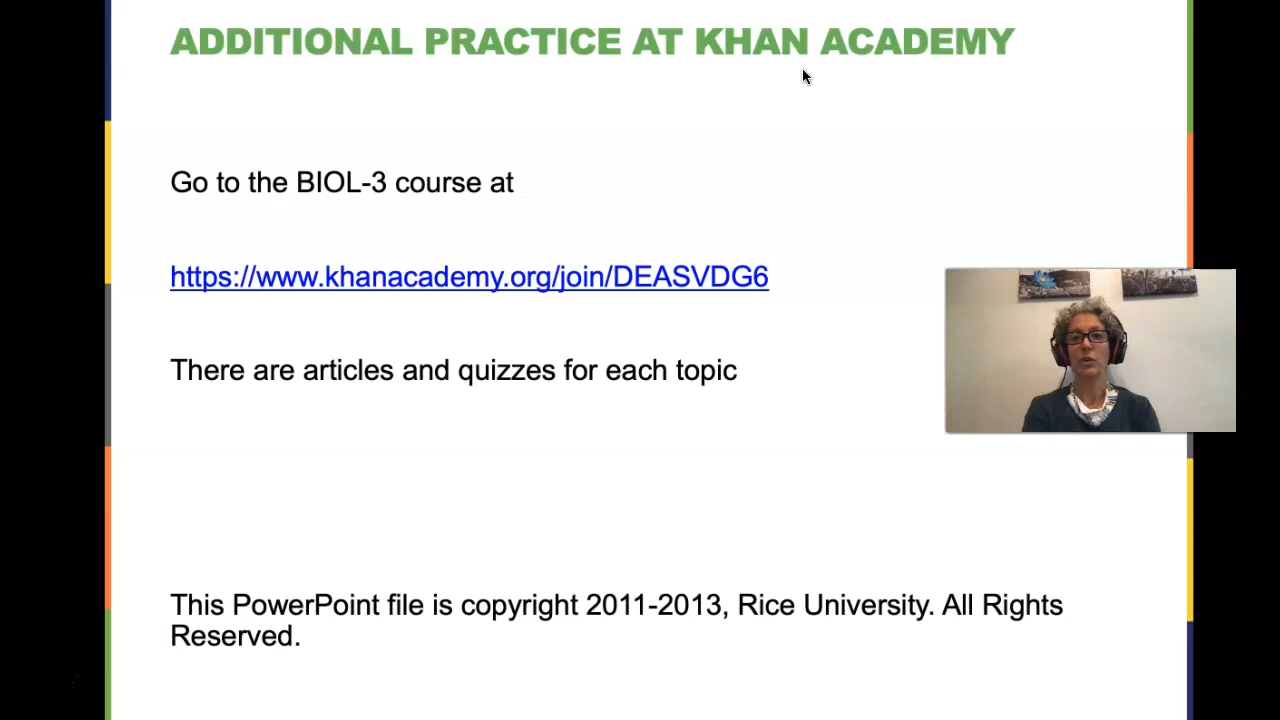 ADDITIONAL PRACTICE AT KHAN ACADEMY
Go to the BIOL-3 course at
https://www.khanacademy.org/join/DEASVDG6
There are articles and quizzes for each topic
This PowerPoint file is copyright 2011-2013, Rice University. All Rights
Reserved.